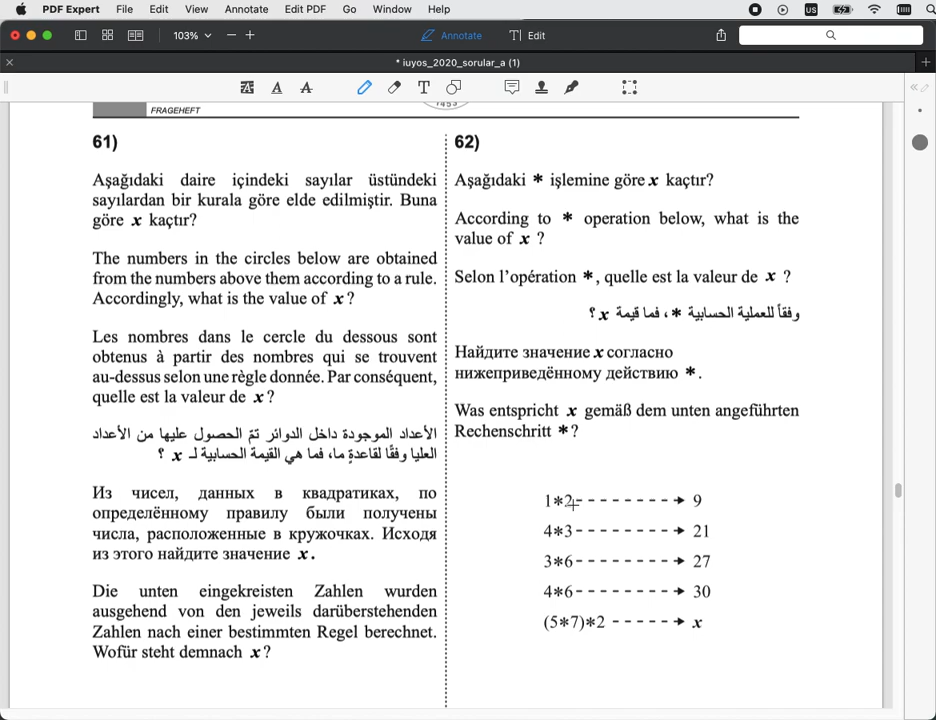 PDF Expert File Edit View Annotate Edit PDF Go Window Help US
103% Annotate Edit
* iuyos_2020_sorular_a (1)
FRAGEHEFT
1453
61)
Aşağıdaki daire içindeki sayılar üstündeki
sayılardan bir kurala göre elde edilmiştir. Buna
göre x kaçtır?
The numbers in the circles below are obtained
from the numbers above them according to a rule.
Accordingly, what is the value of x?
Les nombres dans le cercle du dessous sont
obtenus à partir des nombres qui se trouvent
au-dessus selon une règle donnée. Par conséquent,
quelle est la valeur de x?
الأعداد الموجودة داخل الدوائر تمّ الحصول عليها من الأعداد
العليا وفقًا لقاعدةٍ ما، فما هي القيمة الحسابية لـ x ؟
Из чисел, данных в квадратиках, по
определённому правилу были получены
числа, расположенные в кружочках. Исходя
из этого найдите значение x.
Die unten eingekreisten Zahlen wurden
ausgehend von den jeweils darüberstehenden
Zahlen nach einer bestimmten Regel berechnet.
Wofür steht demnach x?
62)
Aşağıdaki * işlemine göre x kaçtır?
According to * operation below, what is the
value of x ?
Selon l’opération *, quelle est la valeur de x ?
وفقاً للعملية الحسابية *، فما قيمة x ؟
Найдите значение x согласно
нижеприведённому действию *.
Was entspricht x gemäß dem unten angeführten
Rechenschritt *?
1*2--------→ 9
4*3--------→ 21
3*6--------→ 27
4*6--------→ 30
(5*7)*2 ------→ x